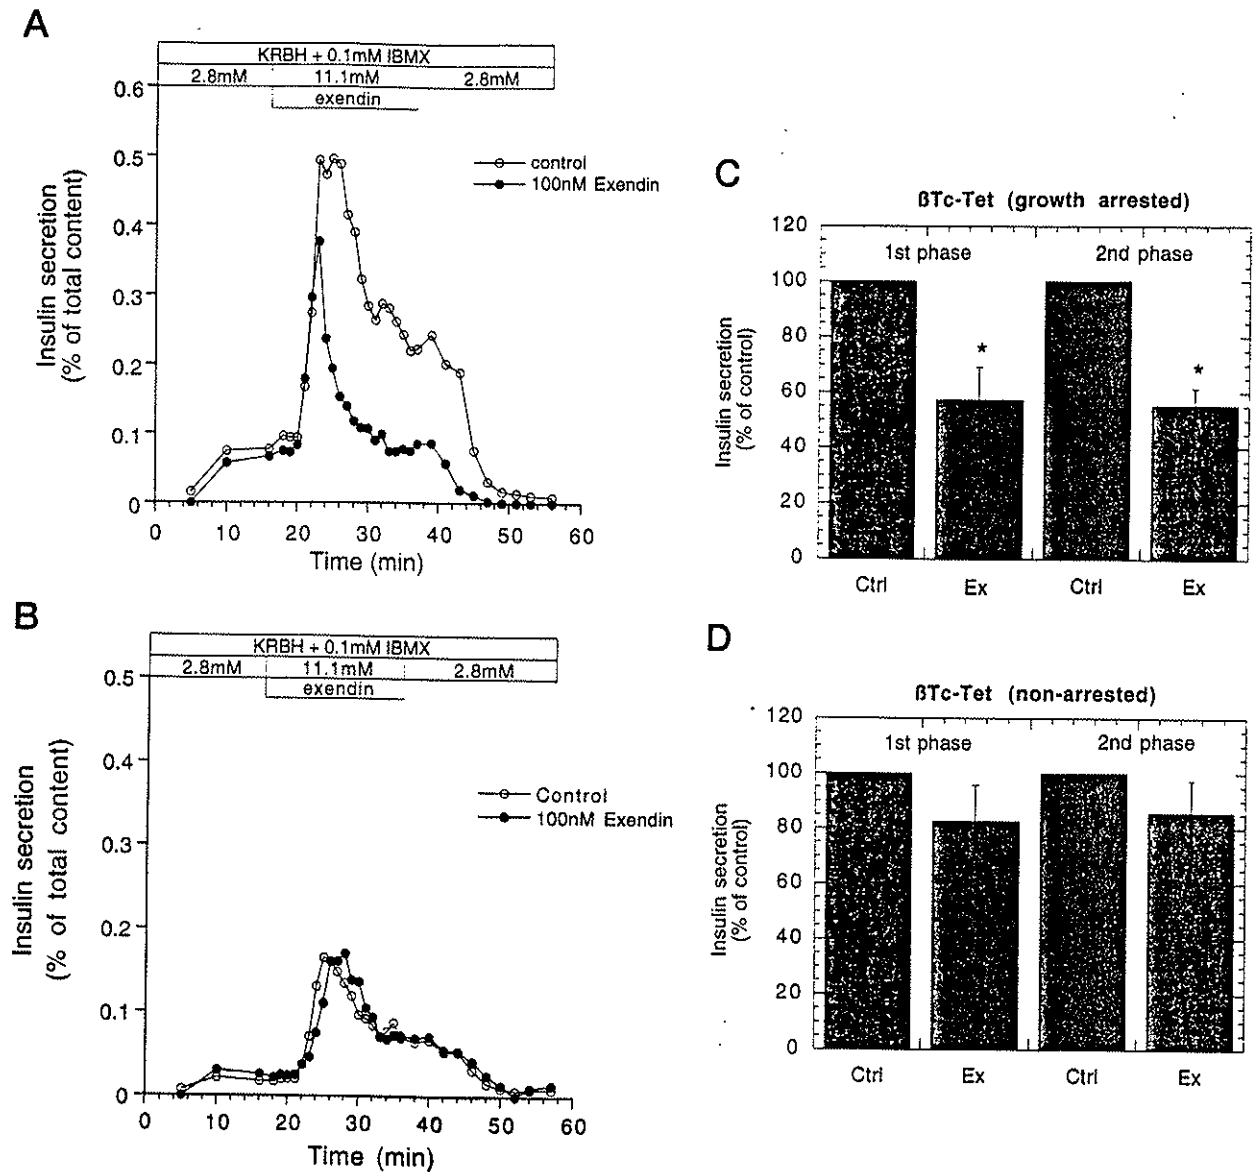 A
KRBH + 0.1mM IBMX
2.8mM 11.1mM 2.8mM
exendin
0.6
0.5
0.4
0.3
0.2
0.1
0
Insulin secretion
(% of total content)
control
100nM Exendin
0 10 20 30 40 50 60
Time (min)
B
KRBH + 0.1mM IBMX
2.8mM 11.1mM 2.8mM
exendin
0.5
0.4
0.3
0.2
0.1
0
Insulin secretion
(% of total content)
Control
100nM Exendin
0 10 20 30 40 50 60
Time (min)
C
ßTc-Tet (growth arrested)
1st phase 2nd phase
120
100
80
60
40
20
0
Insulin secretion
(% of control)
* *
Ctrl Ex Ctrl Ex
D
ßTc-Tet (non-arrested)
1st phase 2nd phase
120
100
80
60
40
20
0
Insulin secretion
(% of control)
Ctrl Ex Ctrl Ex